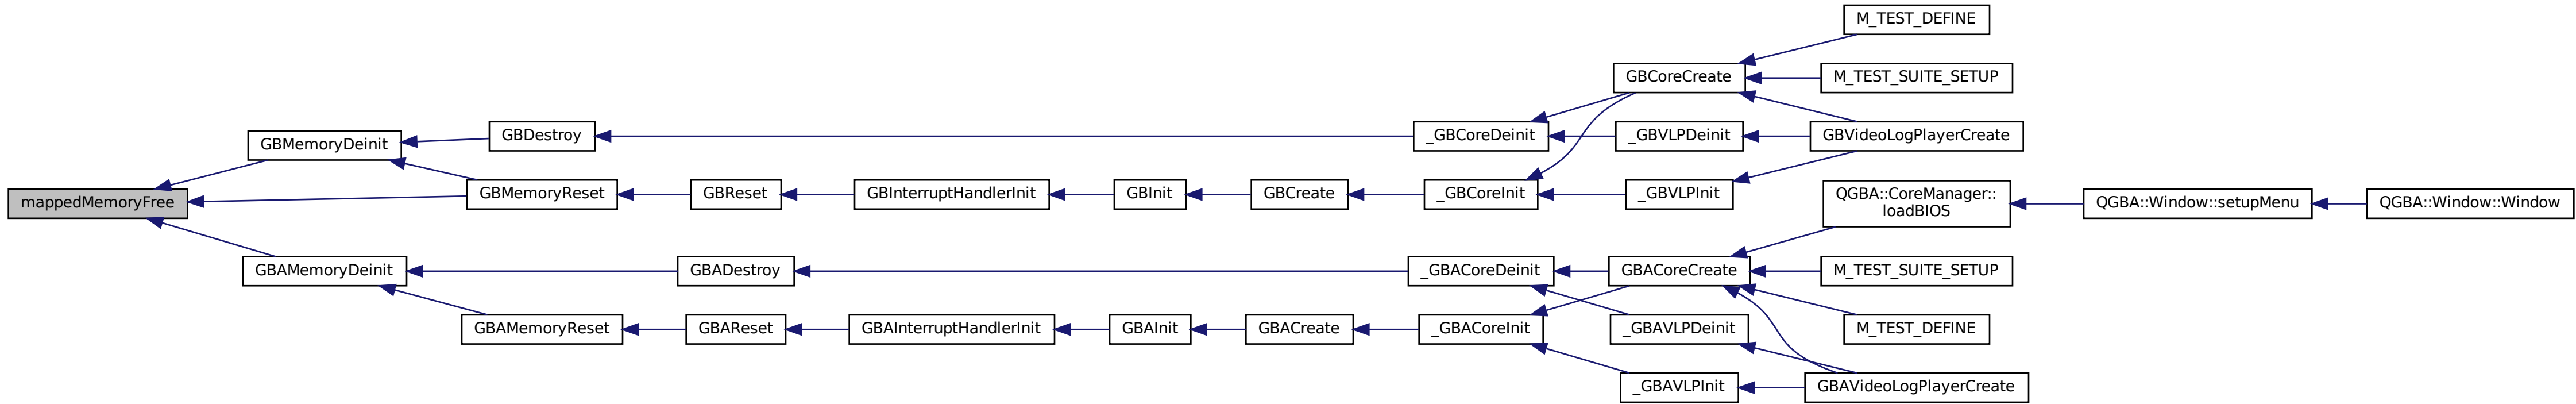 M_TEST_DEFINE
GBCoreCreate
M_TEST_SUITE_SETUP
GBMemoryDeinit
GBDestroy
_GBCoreDeinit
_GBVLPDeinit
GBVideoLogPlayerCreate
mappedMemoryFree
GBMemoryReset
GBReset
GBInterruptHandlerInit
GBInit
GBCreate
_GBCoreInit
_GBVLPInit
QGBA::CoreManager::
loadBIOS
QGBA::Window::setupMenu
QGBA::Window::Window
GBAMemoryDeinit
GBADestroy
_GBACoreDeinit
GBACoreCreate
M_TEST_SUITE_SETUP
GBAMemoryReset
GBAReset
GBAInterruptHandlerInit
GBAInit
GBACreate
_GBACoreInit
_GBAVLPDeinit
M_TEST_DEFINE
_GBAVLPInit
GBAVideoLogPlayerCreate